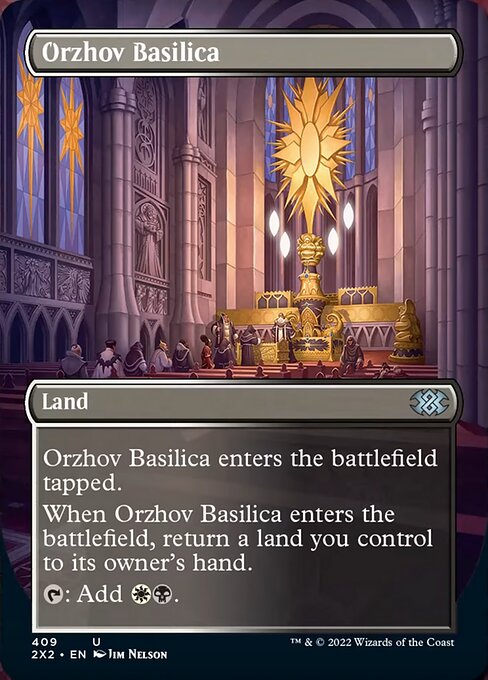 Orzhov Basilica
Land
Orzhov Basilica enters the battlefield
tapped.
When Orzhov Basilica enters the
battlefield, return a land you control
to its owner's hand.
: Add .
409 U
2X2 • EN Jim Nelson
™ & © 2022 Wizards of the Coast